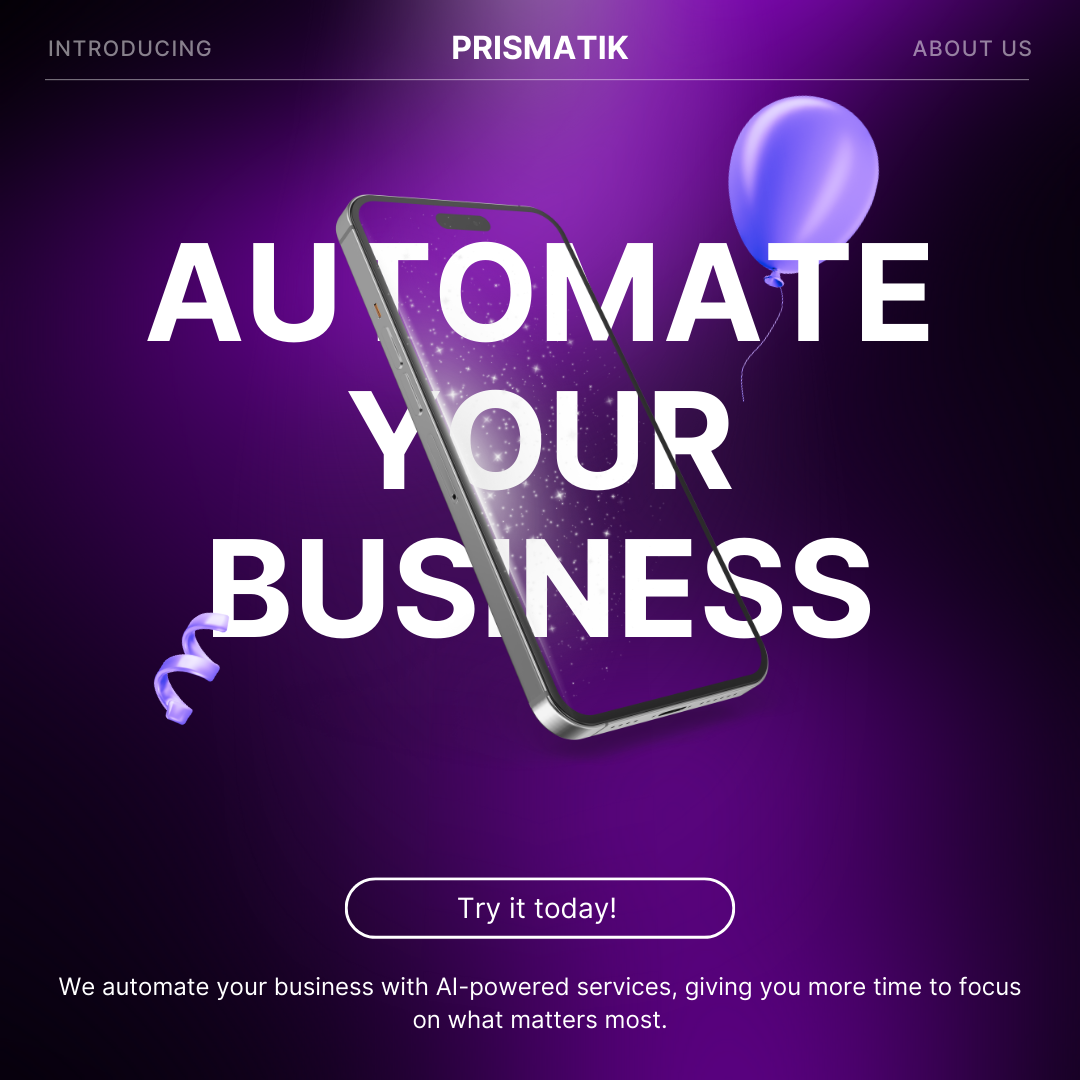 INTRODUCING
PRISMATIK
ABOUT US
AUTOMATE
YOUR
BUSINESS
Try it today!
We automate your business with AI-powered services, giving you more time to focus
on what matters most.